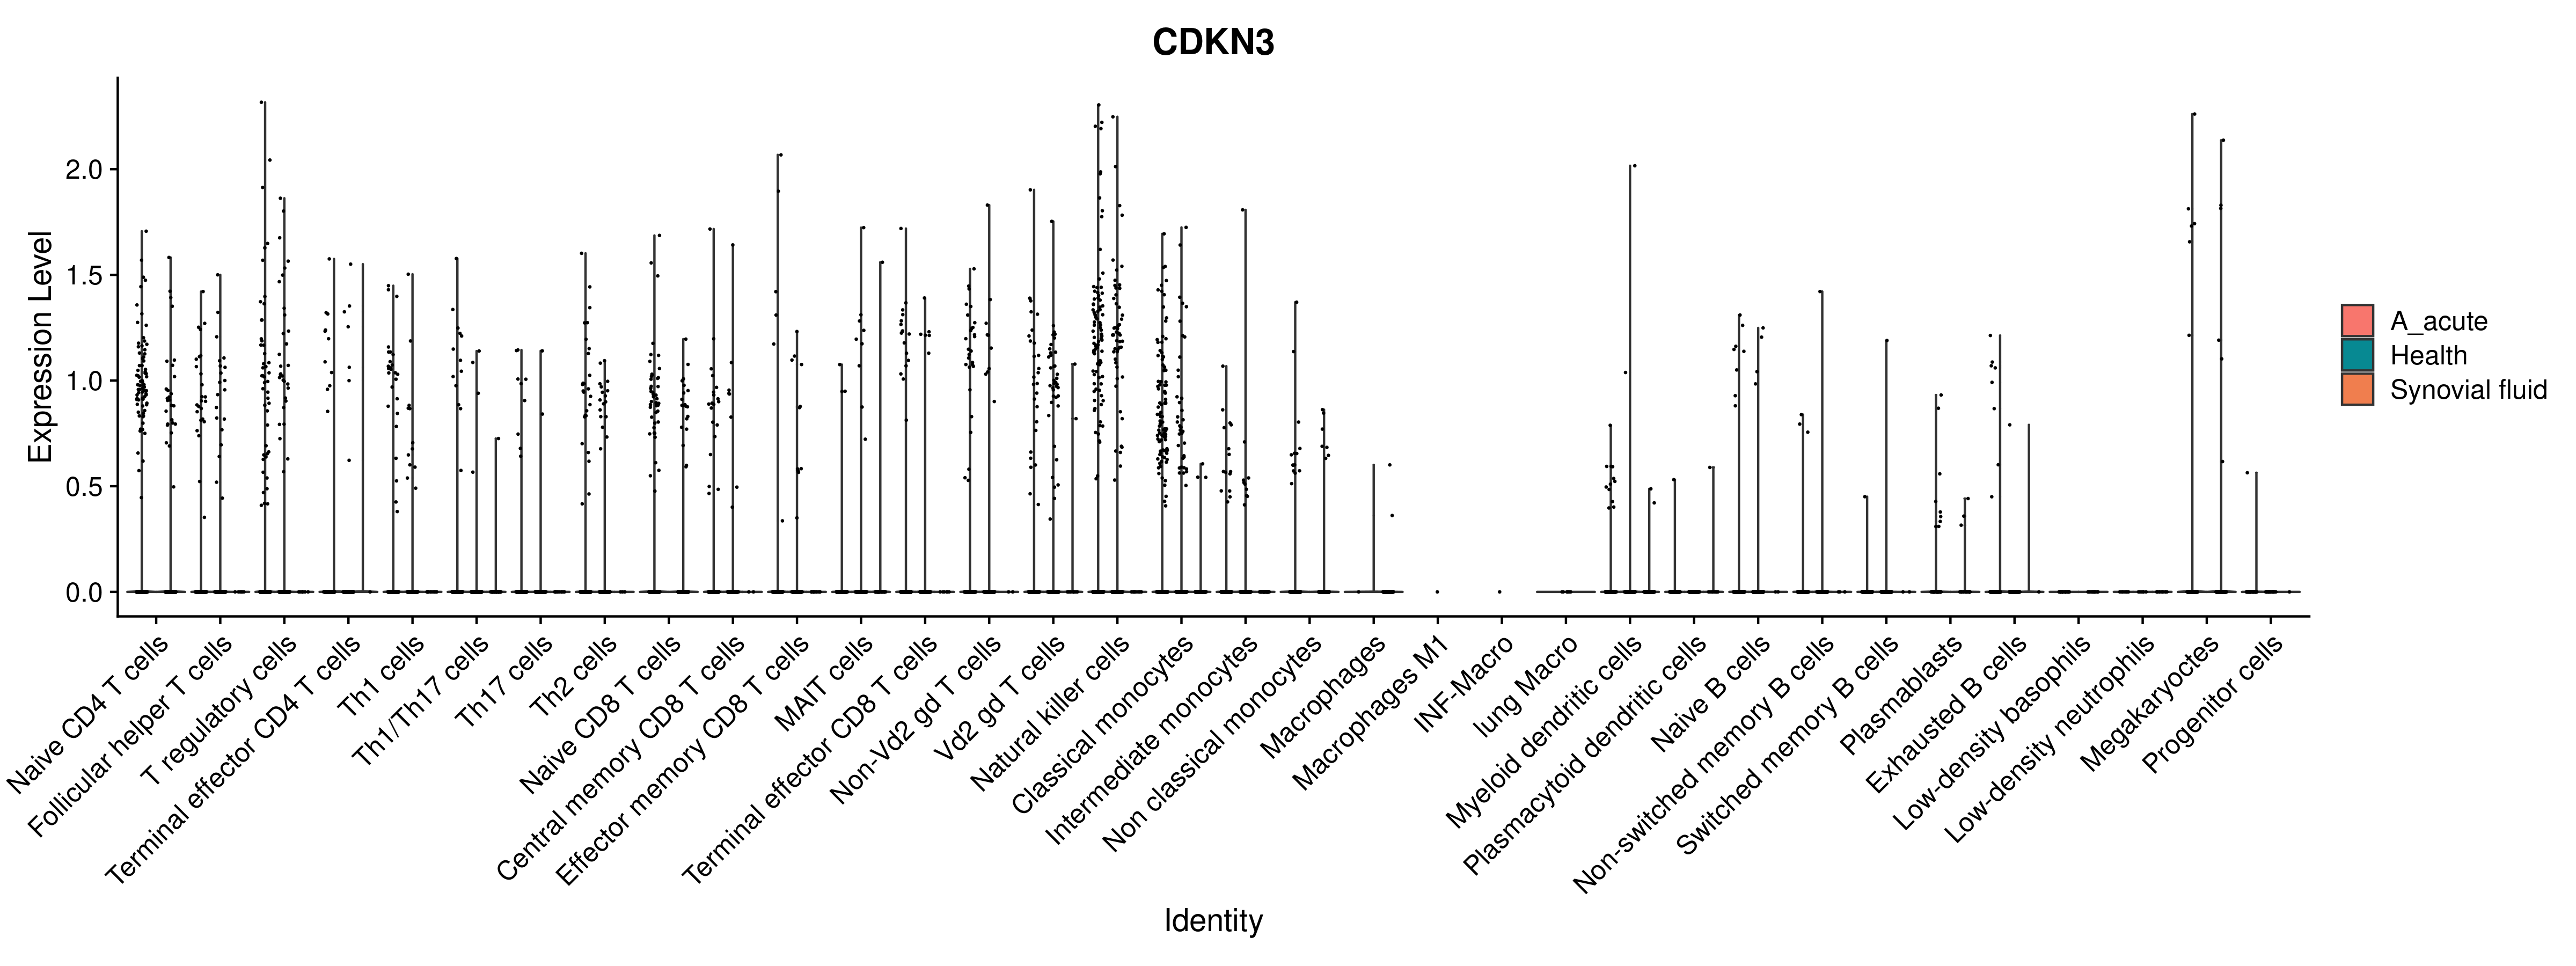 CDKN3
Expression Level
2.0
1.5
1.0
0.5
0.0
Naive CD4 T cells
Follicular helper T cells
T regulatory cells
Terminal effector CD4 T cells
Th1 cells
Th1/Th17 cells
Th17 cells
Th2 cells
Naive CD8 T cells
Central memory CD8 T cells
Effector memory CD8 T cells
MAIT cells
Terminal effector CD8 T cells
Non-Vd2 gd T cells
Vd2 gd T cells
Natural killer cells
Classical monocytes
Intermediate monocytes
Non classical monocytes
Macrophages
Macrophages M1
INF-Macro
lung Macro
Myeloid dendritic cells
Plasmacytoid dendritic cells
Naive B cells
Non-switched memory B cells
Switched memory B cells
Plasmablasts
Exhausted B cells
Low-density basophils
Low-density neutrophils
Megakaryoctes
Progenitor cells
Identity
A_acute
Health
Synovial fluid